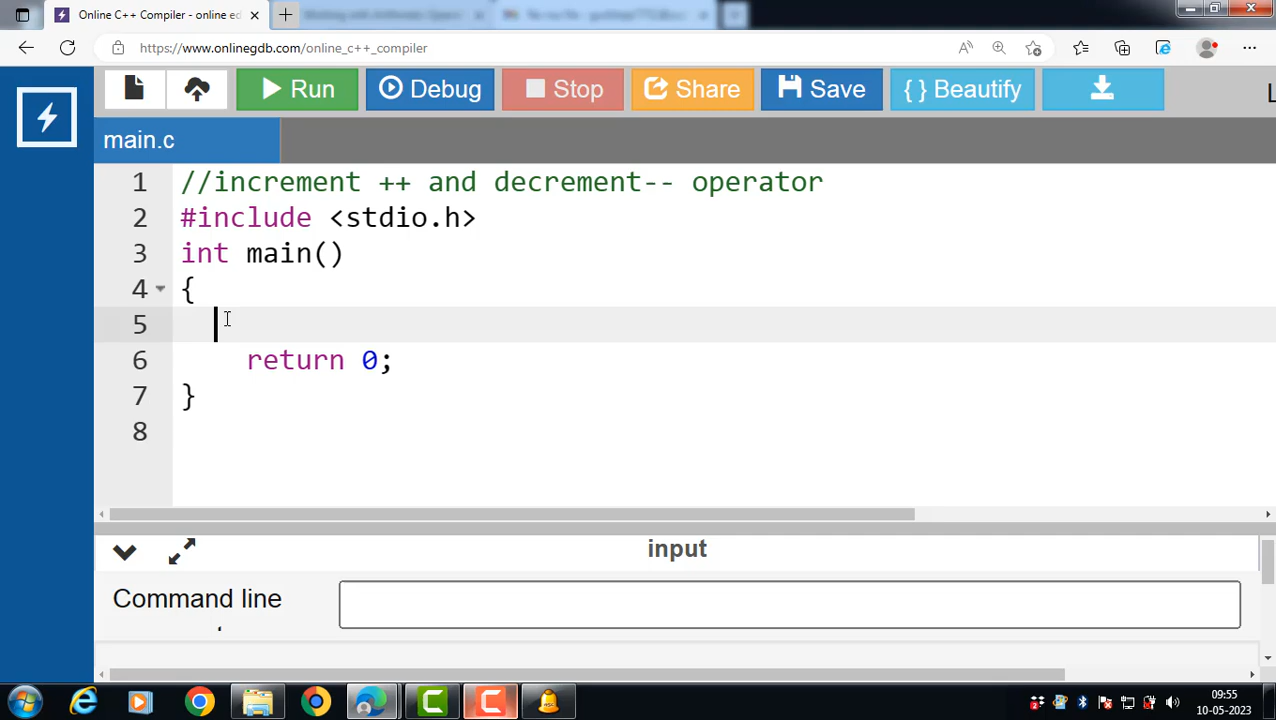 Online C++ Compiler - online ed
https://www.onlinegdb.com/online_c++_compiler
Run
Debug
Stop
Share
Save
{ } Beautify
L
main.c
1 //increment ++ and decrement-- operator
2 #include <stdio.h>
3 int main()
4 {
5
6 return 0;
7 }
8
input
Command line
09:55
10-05-2023